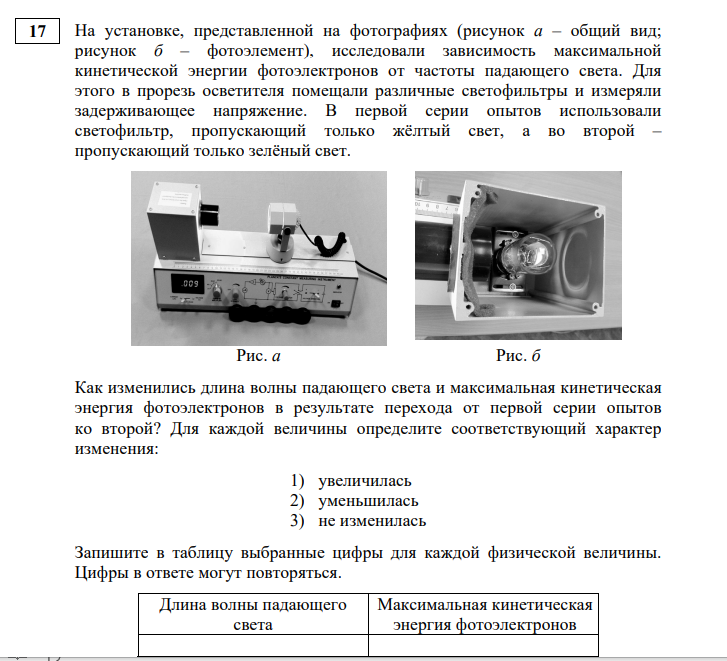 17
На установке, представленной на фотографиях (рисунок а – общий вид;
рисунок б – фотоэлемент), исследовали зависимость максимальной
кинетической энергии фотоэлектронов от частоты падающего света. Для
этого в прорезь осветителя помещали различные светофильтры и измеряли
задерживающее напряжение. В первой серии опытов использовали
светофильтр, пропускающий только жёлтый свет, а во второй –
пропускающий только зелёный свет.
.009
Рис. а
Рис. б
Как изменились длина волны падающего света и максимальная кинетическая
энергия фотоэлектронов в результате перехода от первой серии опытов
ко второй? Для каждой величины определите соответствующий характер
изменения:
1) увеличилась
2) уменьшилась
3) не изменилась
Запишите в таблицу выбранные цифры для каждой физической величины.
Цифры в ответе могут повторяться.
Длина волны падающего
света
Максимальная кинетическая
энергия фотоэлектронов